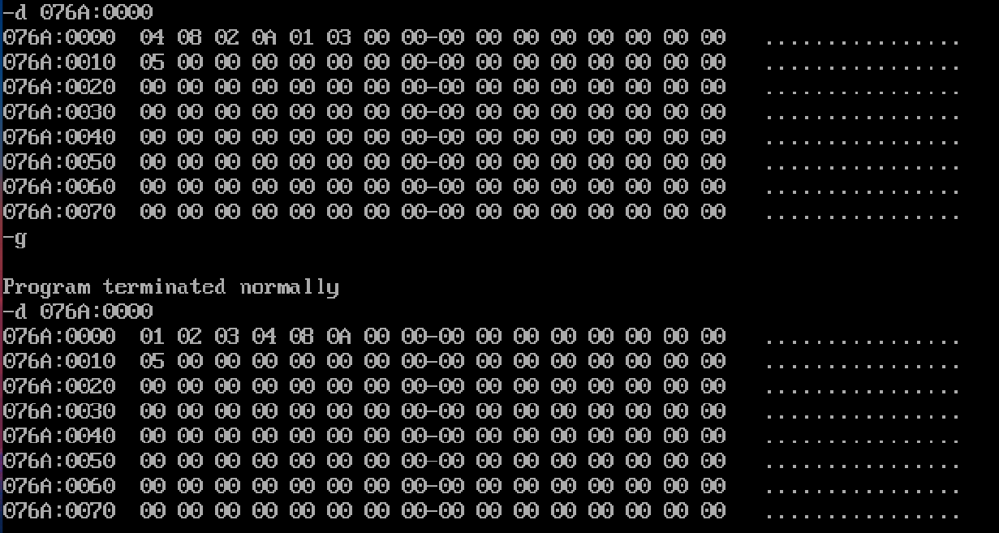 -d 076A:0000
076A:0000  04 08 02 0A 01 03 00 00-00 00 00 00 00 00 00 00   ................
076A:0010  05 00 00 00 00 00 00 00-00 00 00 00 00 00 00 00   ................
076A:0020  00 00 00 00 00 00 00 00-00 00 00 00 00 00 00 00   ................
076A:0030  00 00 00 00 00 00 00 00-00 00 00 00 00 00 00 00   ................
076A:0040  00 00 00 00 00 00 00 00-00 00 00 00 00 00 00 00   ................
076A:0050  00 00 00 00 00 00 00 00-00 00 00 00 00 00 00 00   ................
076A:0060  00 00 00 00 00 00 00 00-00 00 00 00 00 00 00 00   ................
076A:0070  00 00 00 00 00 00 00 00-00 00 00 00 00 00 00 00   ................
-g
Program terminated normally
-d 076A:0000
076A:0000  01 02 03 04 08 0A 00 00-00 00 00 00 00 00 00 00   ................
076A:0010  05 00 00 00 00 00 00 00-00 00 00 00 00 00 00 00   ................
076A:0020  00 00 00 00 00 00 00 00-00 00 00 00 00 00 00 00   ................
076A:0030  00 00 00 00 00 00 00 00-00 00 00 00 00 00 00 00   ................
076A:0040  00 00 00 00 00 00 00 00-00 00 00 00 00 00 00 00   ................
076A:0050  00 00 00 00 00 00 00 00-00 00 00 00 00 00 00 00   ................
076A:0060  00 00 00 00 00 00 00 00-00 00 00 00 00 00 00 00   ................
076A:0070  00 00 00 00 00 00 00 00-00 00 00 00 00 00 00 00   ................